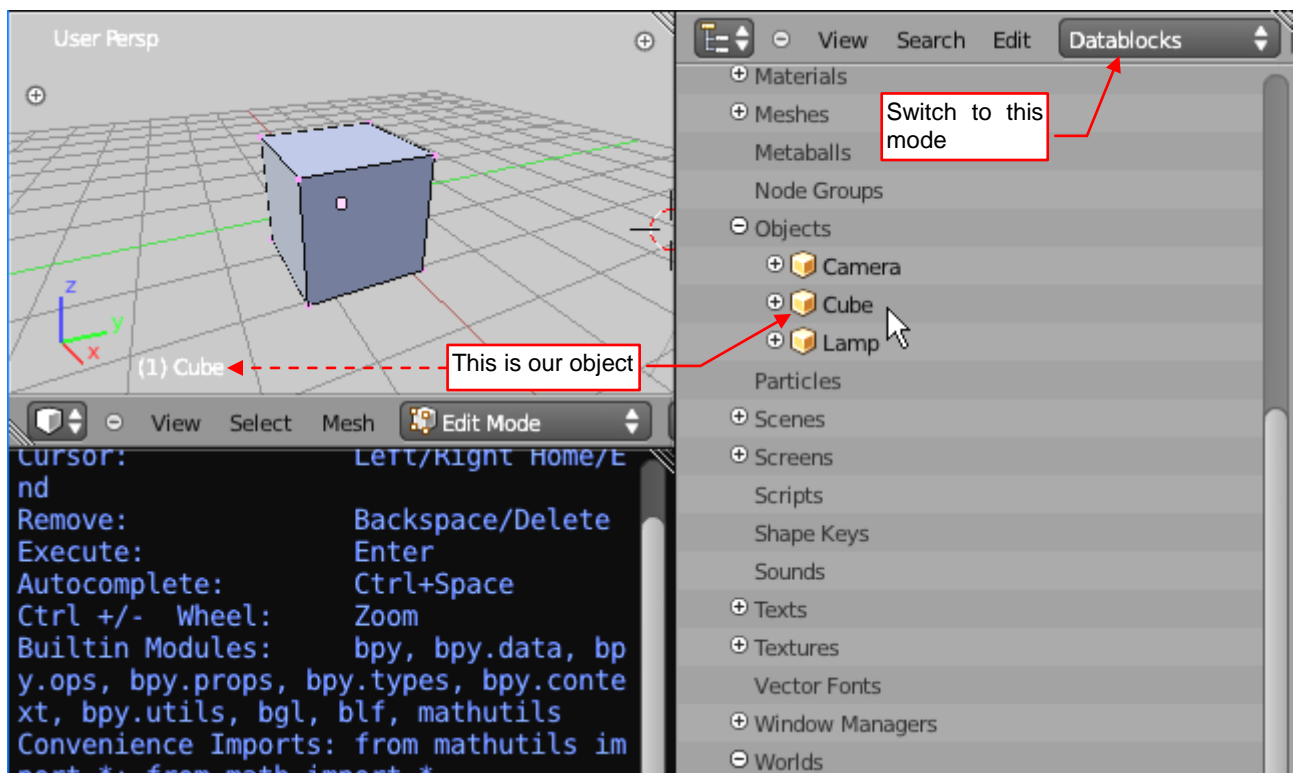 User Persp
z
y
x
(1) Cube
This is our object
View Select Mesh Edit Mode
Cursor: Left/Right Home/E
nd
Remove: Backspace/Delete
Execute: Enter
Autocomplete: Ctrl+Space
Ctrl +/- Wheel: Zoom
Builtin Modules: bpy, bpy.data, bp
y.ops, bpy.props, bpy.types, bpy.conte
xt, bpy.utils, bgl, blf, mathutils
Convenience Imports: from mathutils im
port *; from math import *
View Search Edit Datablocks
Switch to this
mode
Materials
Meshes
Metaballs
Node Groups
Objects
Camera
Cube
Lamp
Particles
Scenes
Screens
Scripts
Shape Keys
Sounds
Texts
Textures
Vector Fonts
Window Managers
Worlds